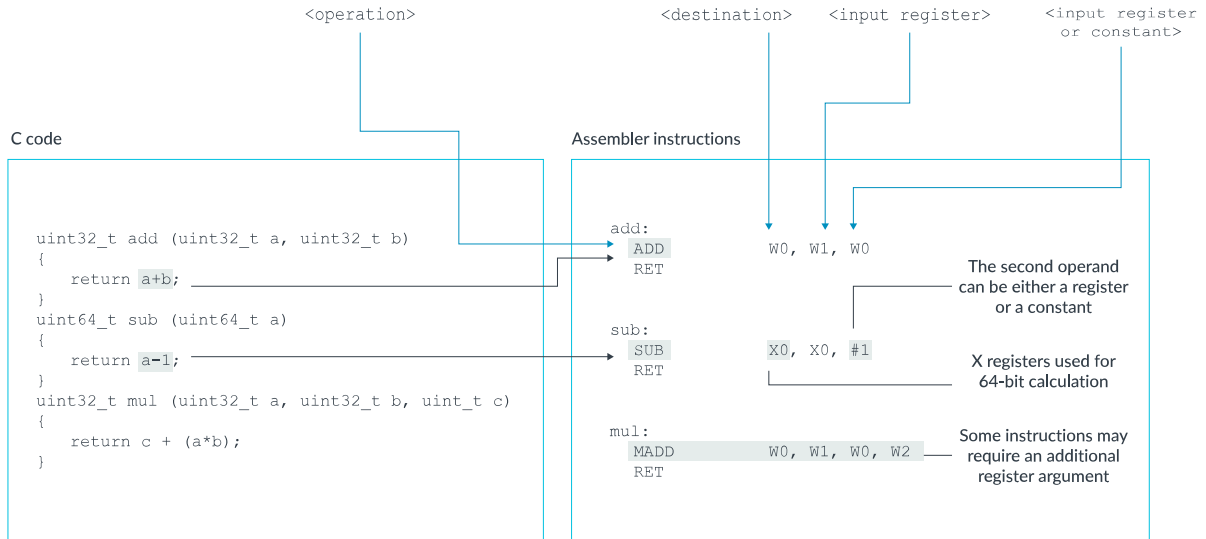 <operation>
<destination>
<input register>
<input register
or constant>
C code
Assembler instructions
uint32_t add (uint32_t a, uint32_t b)
{
return a+b;
}
uint64_t sub (uint64_t a)
{
return a-1;
}
uint32_t mul (uint32_t a, uint32_t b, uint_t c)
{
return c + (a*b);
}
add:
ADD W0, W1, W0
RET
The second operand
can be either a register
or a constant
sub:
SUB X0, X0, #1
RET
X registers used for
64-bit calculation
mul:
MADD W0, W1, W0, W2
RET
Some instructions may
require an additional
register argument